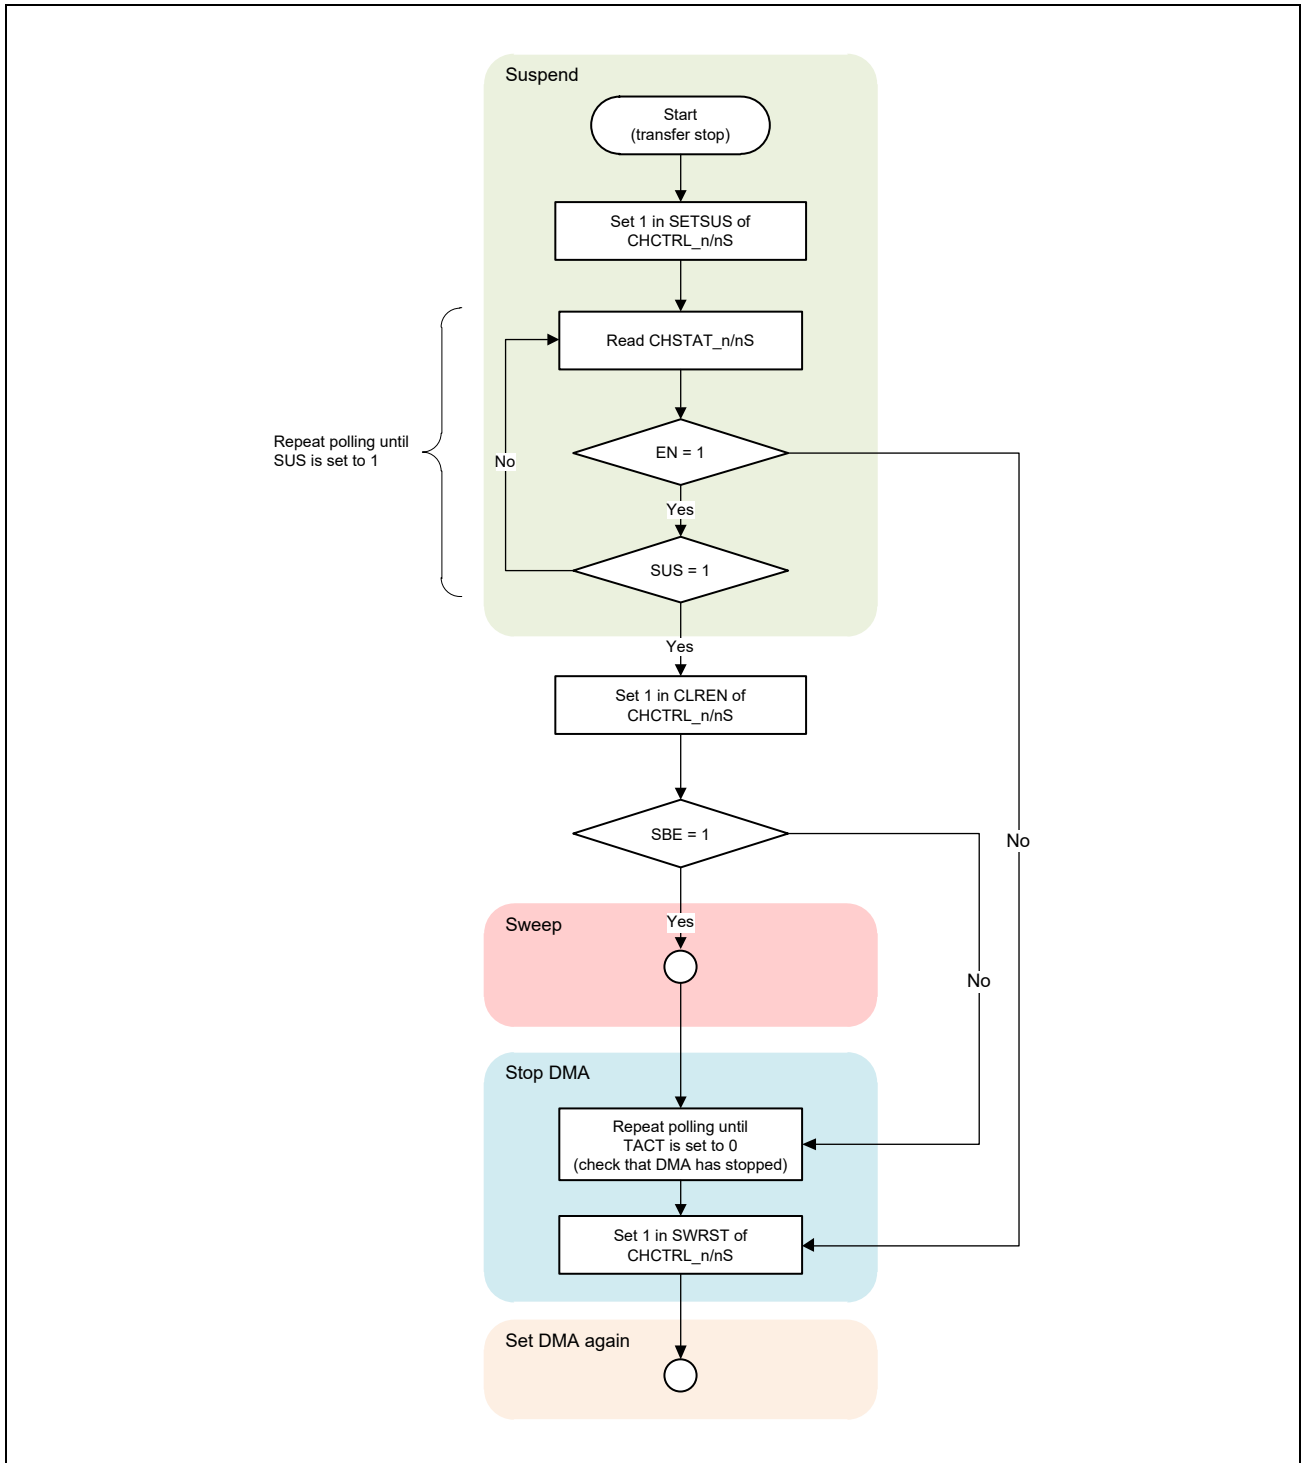 Suspend
Start
(transfer stop)
Set 1 in SETSUS of
CHCTRL_n/nS
Read CHSTAT_n/nS
Repeat polling until
SUS is set to 1
EN = 1
No
Yes
SUS = 1
Yes
Set 1 in CLREN of
CHCTRL_n/nS
SBE = 1
No
Sweep
Yes
No
Stop DMA
Repeat polling until
TACT is set to 0
(check that DMA has stopped)
Set 1 in SWRST of
CHCTRL_n/nS
Set DMA again